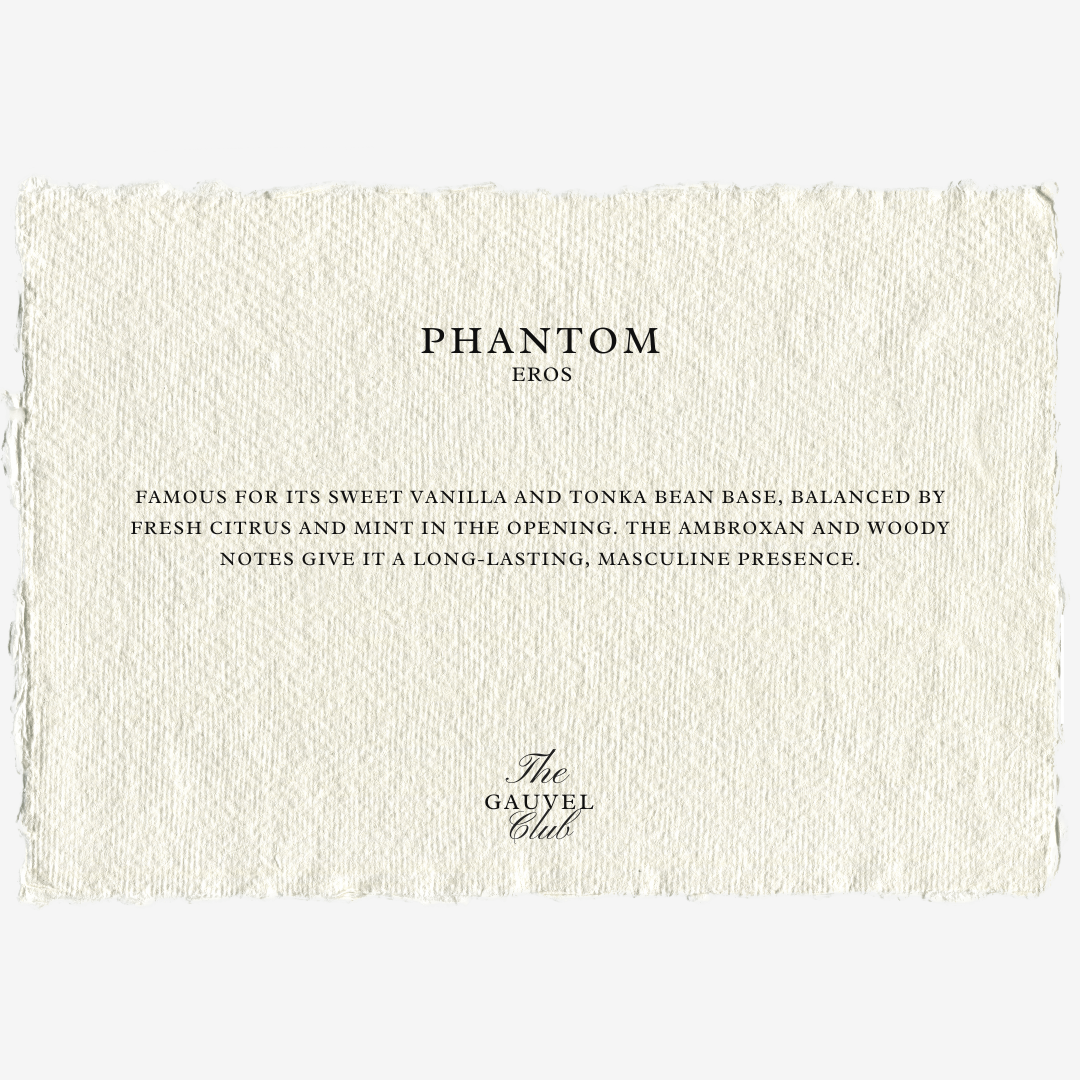 PHANTOM
EROS
FAMOUS FOR ITS SWEET VANILLA AND TONKA BEAN BASE, BALANCED BY
FRESH CITRUS AND MINT IN THE OPENING. THE AMBROXAN AND WOODY
NOTES GIVE IT A LONG-LASTING, MASCULINE PRESENCE.
The
GAUVEL
Club